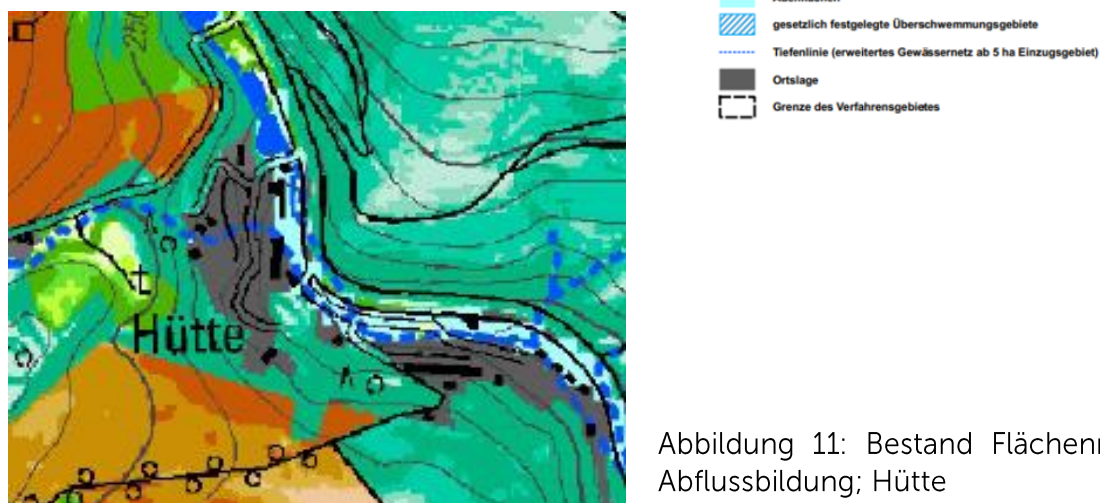 gesetzlich festgelegte Überschwemmungsgebiete
Tiefenlinie (erweitertes Gewässernetz ab 5 ha Einzugsgebiet)
Ortslage
Grenze des Verfahrensgebietes
250
Hütte
Abbildung 11: Bestand
Abflussbildung; Hütte